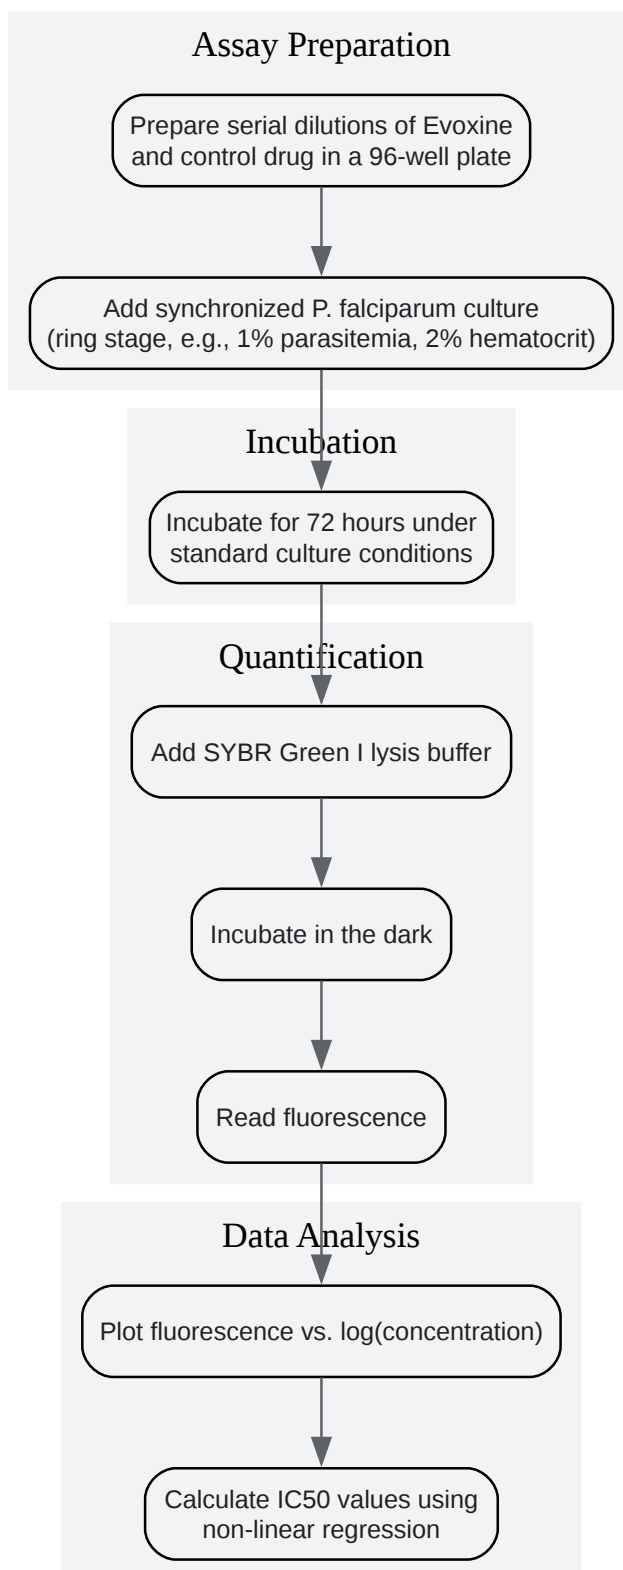 Assay Preparation
Prepare serial dilutions of Evoxine
and control drug in a 96-well plate
Add synchronized P. falciparum culture
(ring stage, e.g., 1% parasitemia, 2% hematocrit)
Incubation
Incubate for 72 hours under
standard culture conditions
Quantification
Add SYBR Green I lysis buffer
Incubate in the dark
Read fluorescence
Data Analysis
Plot fluorescence vs. log(concentration)
Calculate IC50 values using
non-linear regression